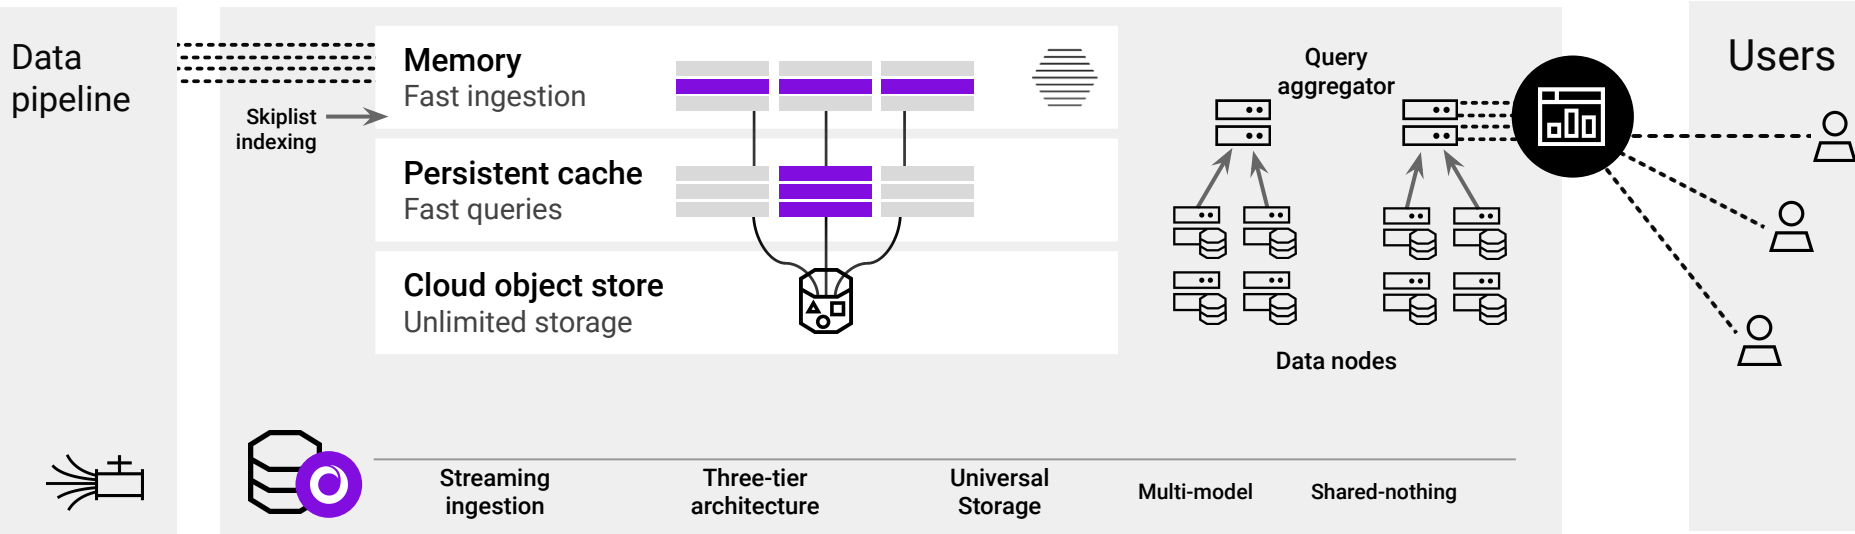 Data
pipeline
Skiplist
indexing
Memory
Fast ingestion
Persistent cache
Fast queries
Cloud object store
Unlimited storage
Query
aggregator
Data nodes
Users
Streaming
ingestion
Three-tier
architecture
Universal
Storage
Multi-model
Shared-nothing